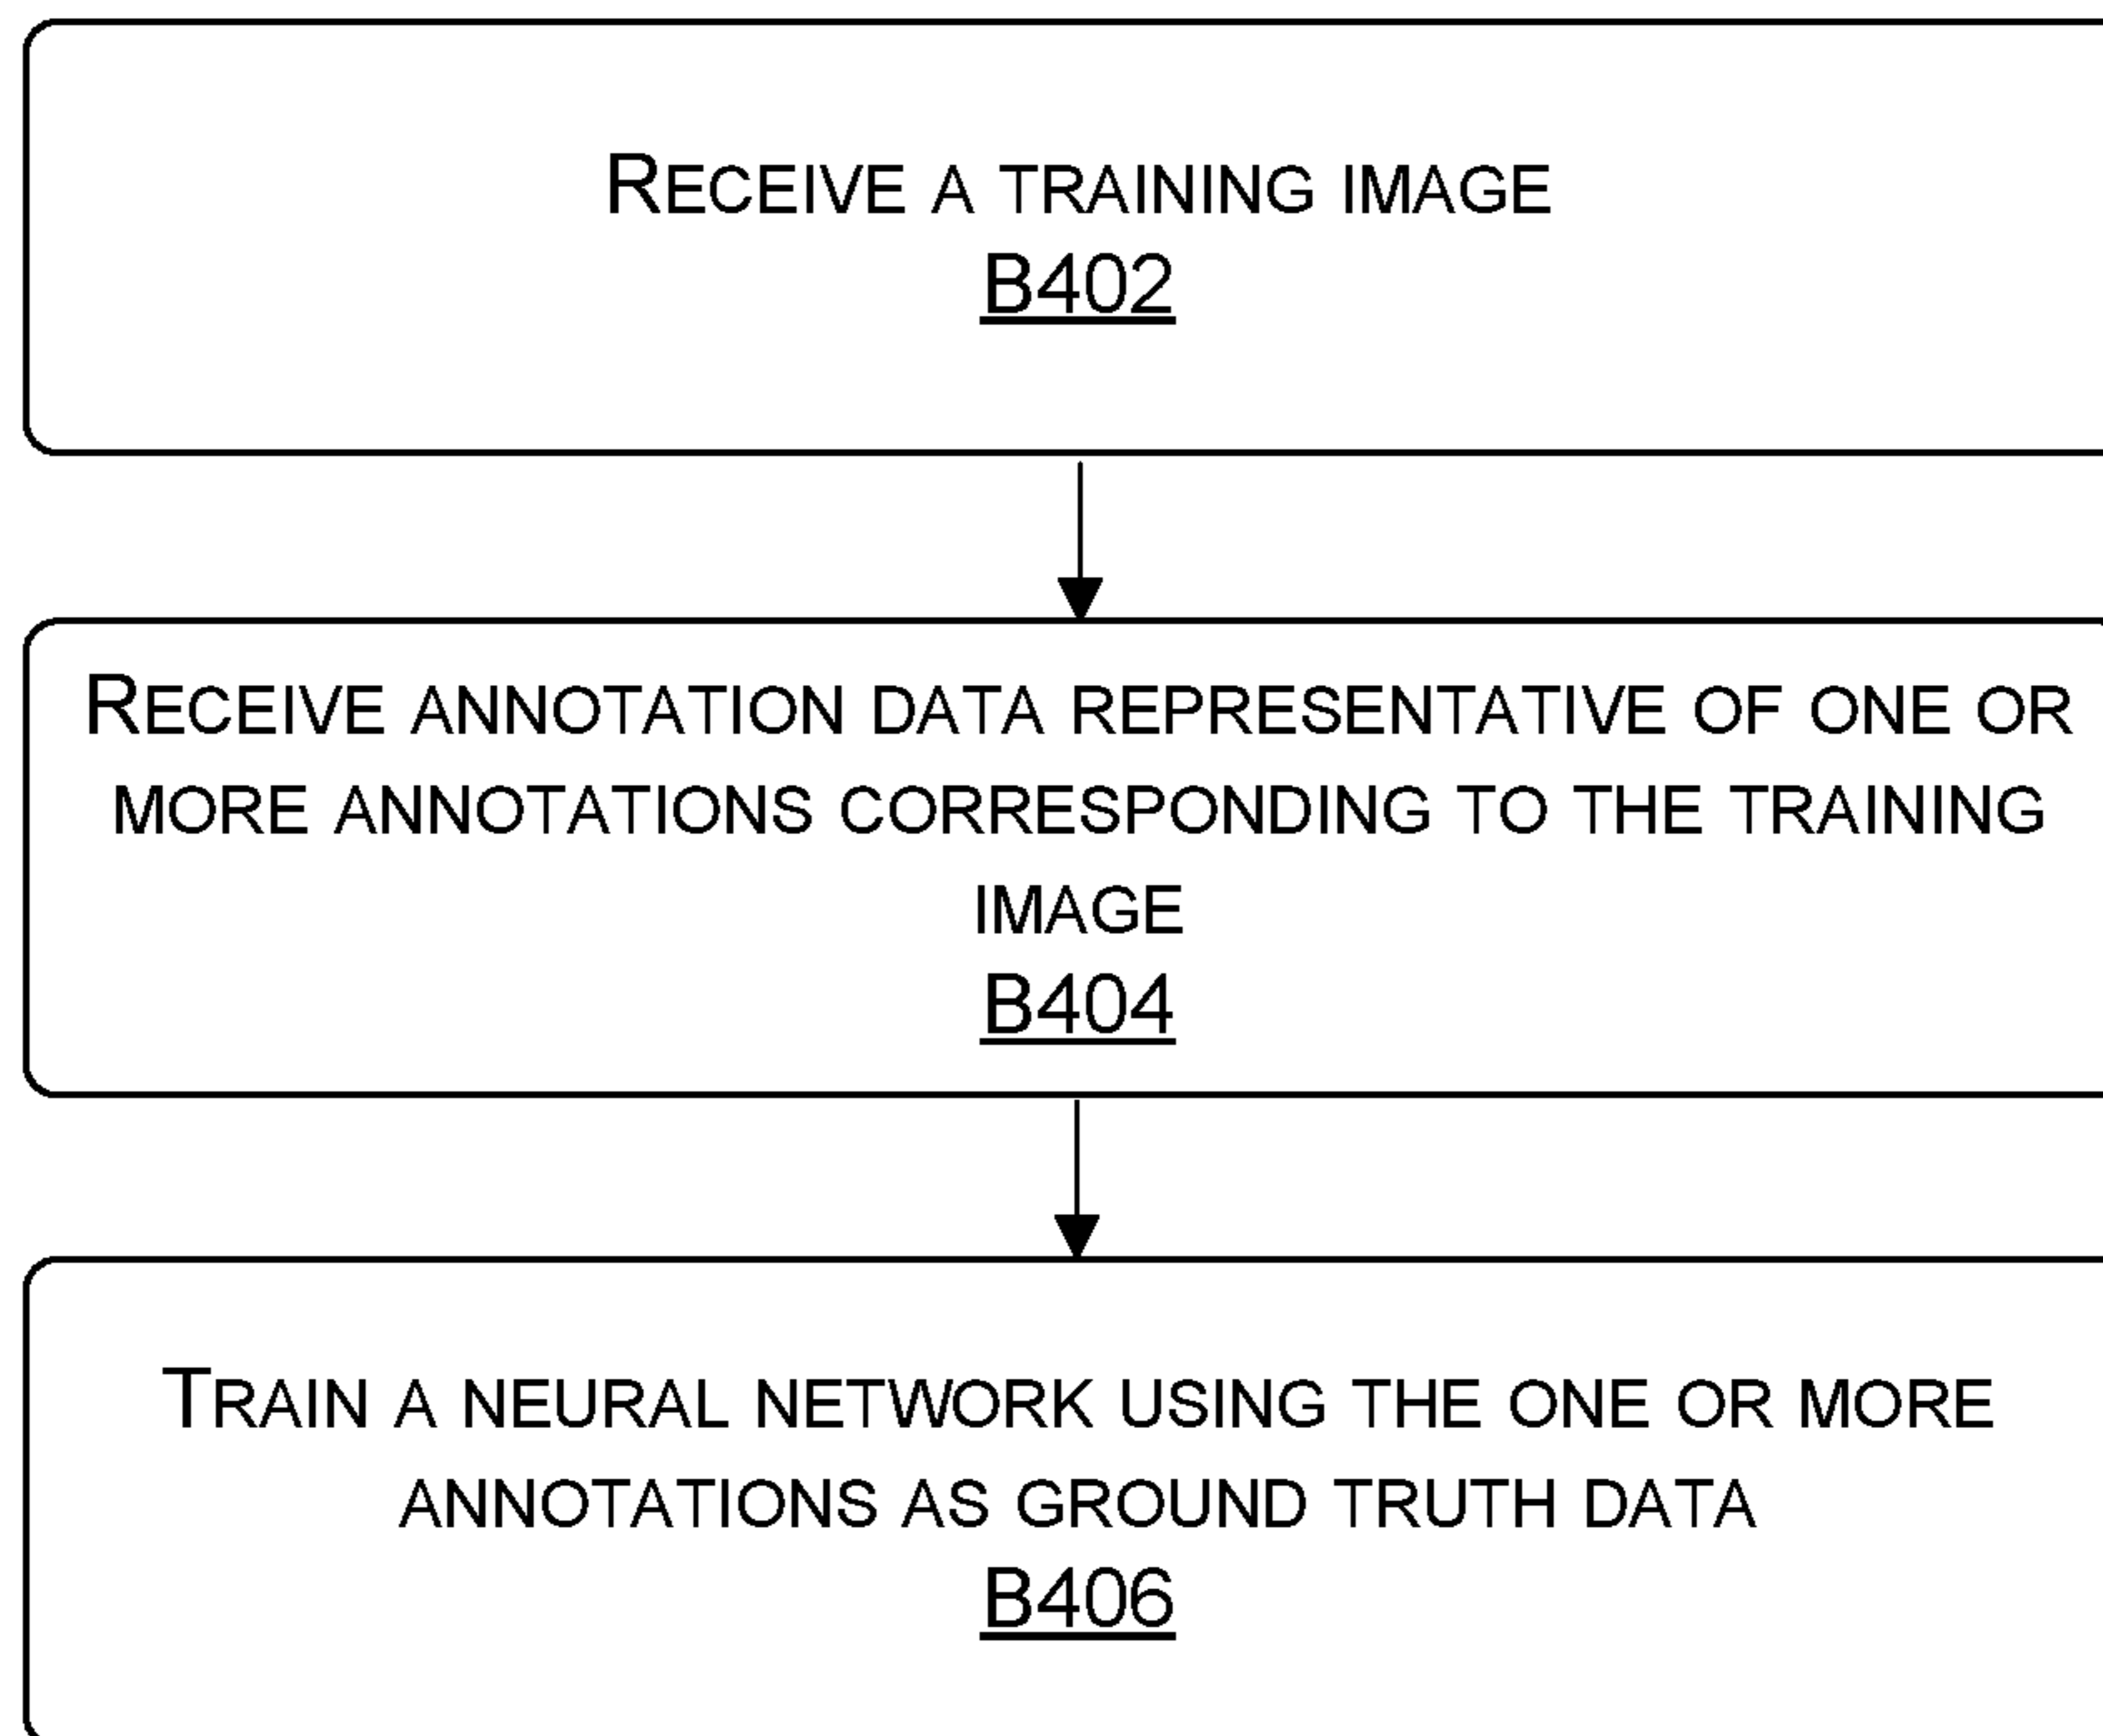 RECEIVE A TRAINING IMAGE
B402
RECEIVE ANNOTATION DATA REPRESENTATIVE OF ONE OR
MORE ANNOTATIONS CORRESPONDING TO THE TRAINING
IMAGE
B404
TRAIN A NEURAL NETWORK USING THE ONE OR MORE
ANNOTATIONS AS GROUND TRUTH DATA
B406